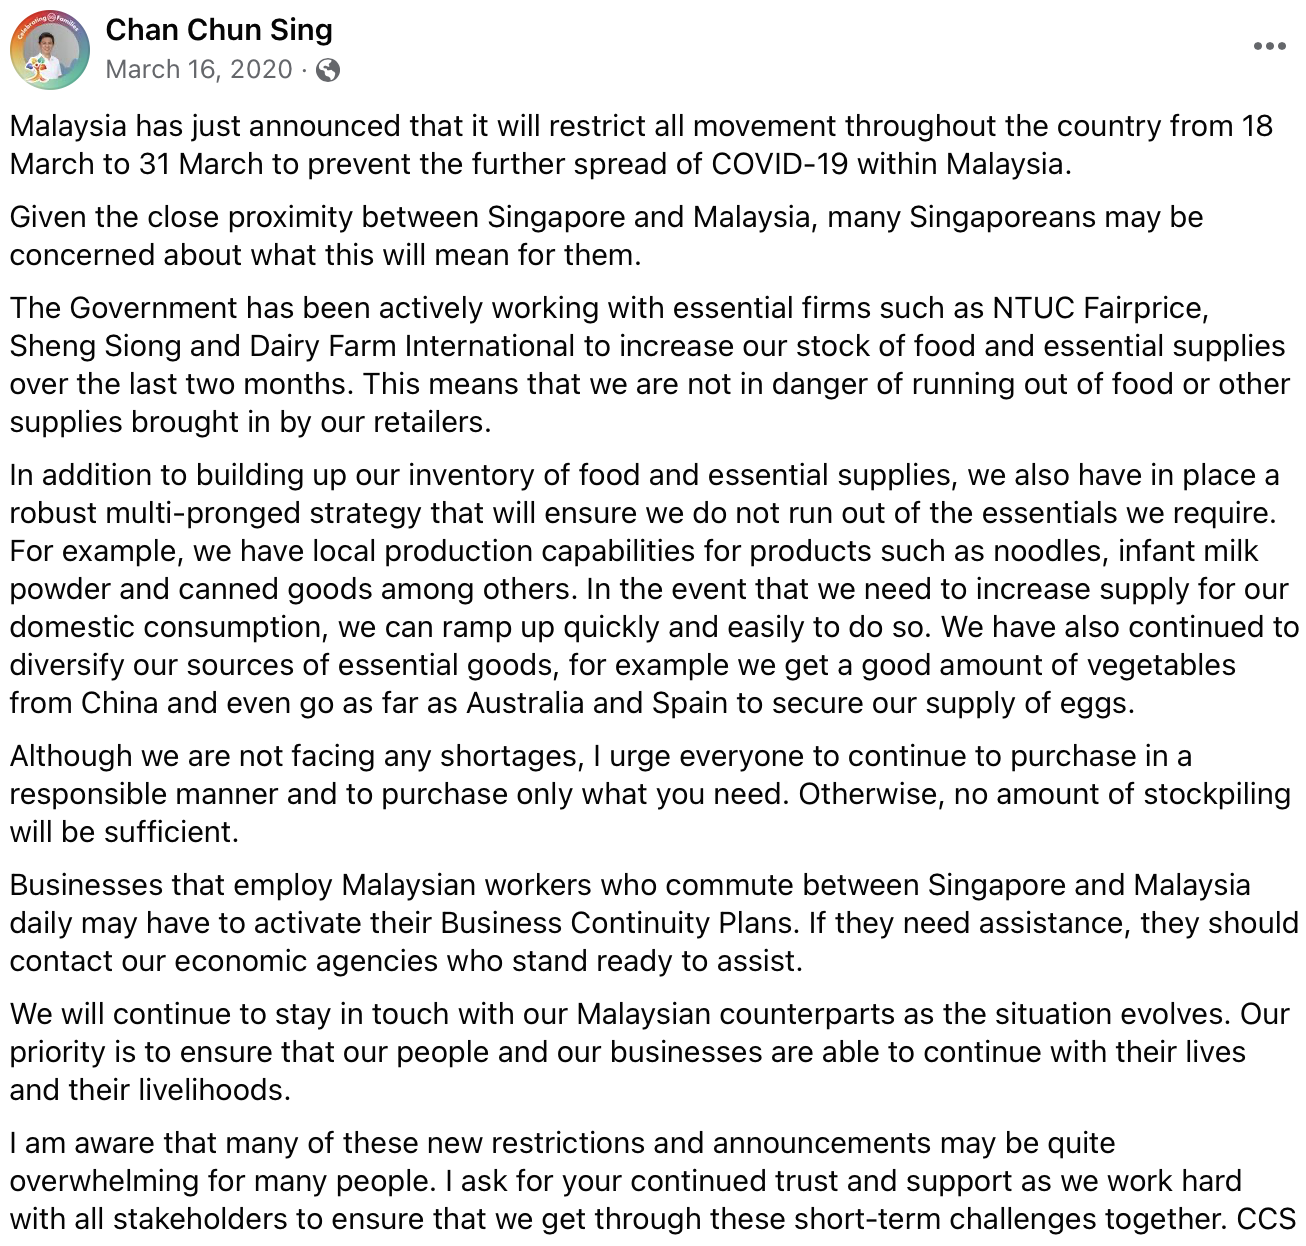 Celebrating Families
Chan Chun Sing
March 16, 2020 ·
Malaysia has just announced that it will restrict all movement throughout the country from 18
March to 31 March to prevent the further spread of COVID-19 within Malaysia.
Given the close proximity between Singapore and Malaysia, many Singaporeans may be
concerned about what this will mean for them.
The Government has been actively working with essential firms such as NTUC Fairprice,
Sheng Siong and Dairy Farm International to increase our stock of food and essential supplies
over the last two months. This means that we are not in danger of running out of food or other
supplies brought in by our retailers.
In addition to building up our inventory of food and essential supplies, we also have in place a
robust multi-pronged strategy that will ensure we do not run out of the essentials we require.
For example, we have local production capabilities for products such as noodles, infant milk
powder and canned goods among others. In the event that we need to increase supply for our
domestic consumption, we can ramp up quickly and easily to do so. We have also continued to
diversify our sources of essential goods, for example we get a good amount of vegetables
from China and even go as far as Australia and Spain to secure our supply of eggs.
Although we are not facing any shortages, I urge everyone to continue to purchase in a
responsible manner and to purchase only what you need. Otherwise, no amount of stockpiling
will be sufficient.
Businesses that employ Malaysian workers who commute between Singapore and Malaysia
daily may have to activate their Business Continuity Plans. If they need assistance, they should
contact our economic agencies who stand ready to assist.
We will continue to stay in touch with our Malaysian counterparts as the situation evolves. Our
priority is to ensure that our people and our businesses are able to continue with their lives
and their livelihoods.
I am aware that many of these new restrictions and announcements may be quite
overwhelming for many people. I ask for your continued trust and support as we work hard
with all stakeholders to ensure that we get through these short-term challenges together. CCS